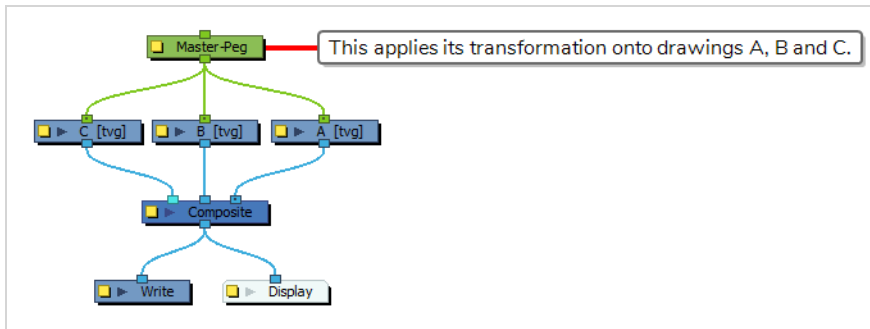 Master-Peg
This applies its transformation onto drawings A, B and C.
C [tvg]
B [tvg]
A [tvg]
Composite
Write
Display